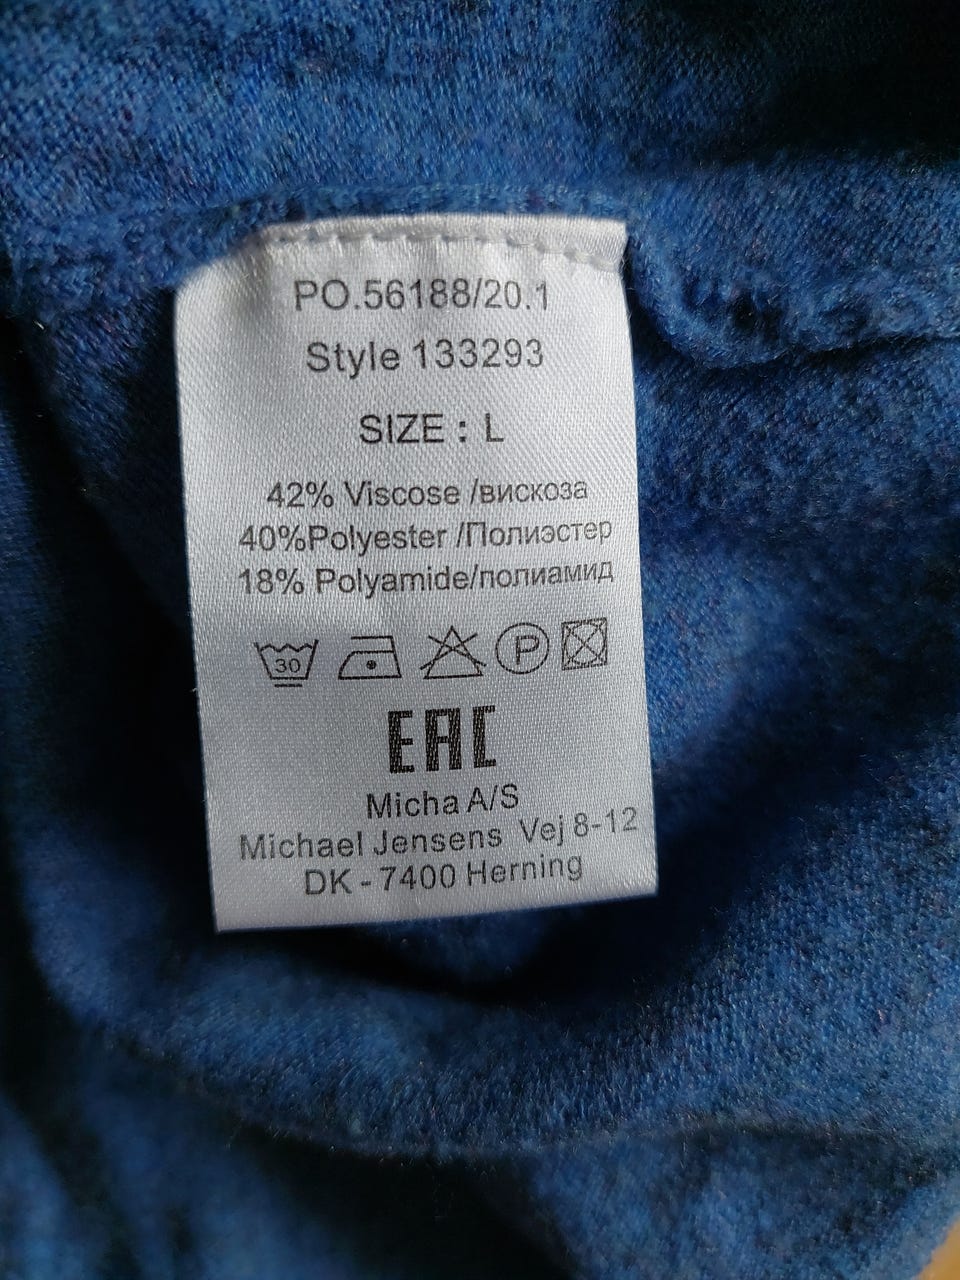 PO.56188/20.1
Style 133293
SIZE : L
42% Viscose /вискоза
40%Polyester /Полиэстер
18% Polyamide/полиамид
30 P
EAC
Micha A/S
Michael Jensens Vej 8-12
DK - 7400 Herning